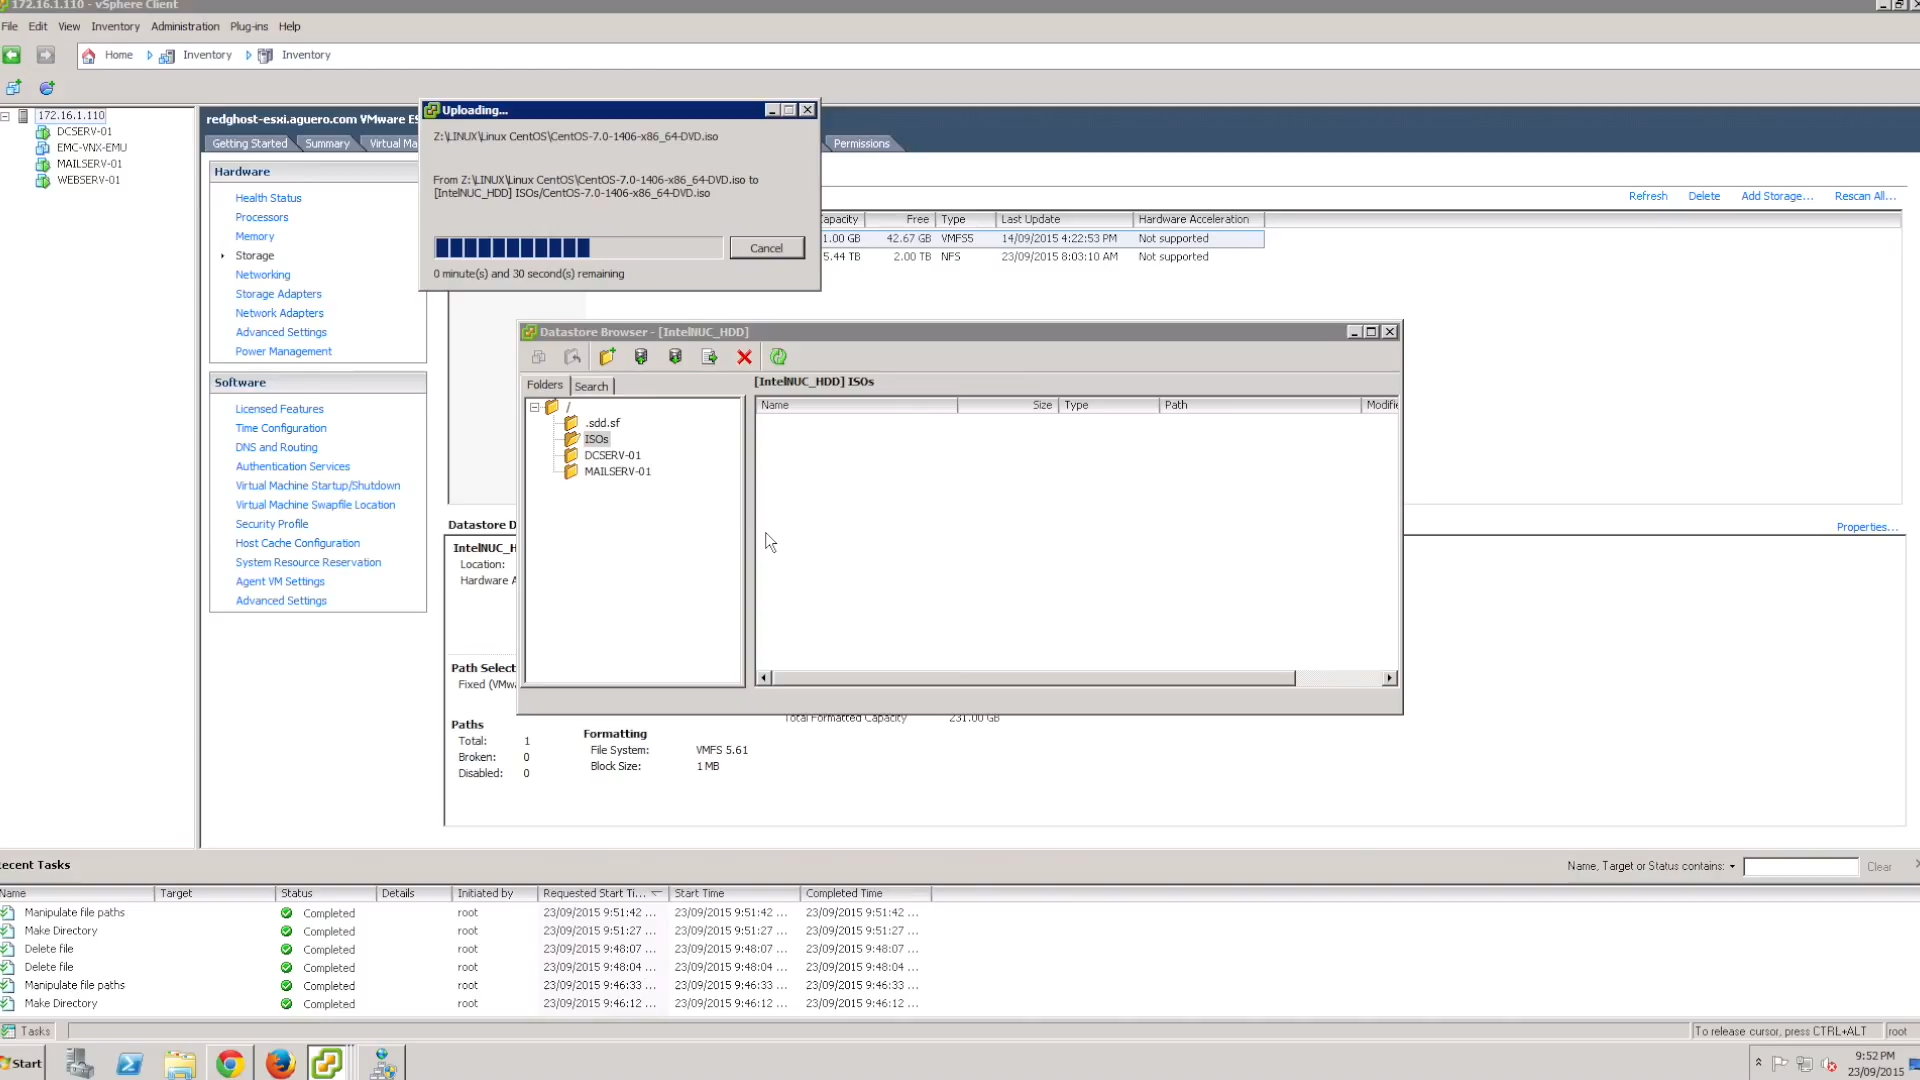 172.16.1.110 - vSphere Client
File Edit View Inventory Administration Plug-ins Help
Home Inventory Inventory
172.16.1.110
DCSERV-01
EMC-VNX-EMU
MAILSERV-01
WEBSERV-01
redghost-esxi.aguero.com VMware ES
Getting Started Summary Virtual Ma Permissions
Hardware
Health Status
Processors
Memory
Storage
Networking
Storage Adapters
Network Adapters
Advanced Settings
Power Management
Software
Licensed Features
Time Configuration
DNS and Routing
Authentication Services
Virtual Machine Startup/Shutdown
Virtual Machine Swapfile Location
Security Profile
Host Cache Configuration
System Resource Reservation
Agent VM Settings
Advanced Settings
Uploading...
Z:\LINUX\Linux CentOS\CentOS-7.0-1406-x86_64-DVD.iso
From Z:\LINUX\Linux CentOS\CentOS-7.0-1406-x86_64-DVD.iso to
[IntelNUC_HDD] ISOs/CentOS-7.0-1406-x86_64-DVD.iso
Cancel
0 minute(s) and 30 second(s) remaining
Refresh Delete Add Storage... Rescan All...
apacity Free Type Last Update Hardware Acceleration
1.00 GB 42.67 GB VMFS5 14/09/2015 4:22:53 PM Not supported
5.44 TB 2.00 TB NFS 23/09/2015 8:03:10 AM Not supported
Datastore Browser - [IntelNUC_HDD]
Folders Search
[IntelNUC_HDD] ISOs
/
.sdd.sf
ISOs
DCSERV-01
MAILSERV-01
Name Size Type Path Modifie
Datastore D
Properties...
IntelNUC_H
Location:
Hardware A
Path Select
Fixed (VMwa
Total Formatted Capacity 231.00 GB
Paths
Total: 1
Broken: 0
Disabled: 0
Formatting
File System: VMFS 5.61
Block Size: 1 MB
ecent Tasks
Name, Target or Status contains: Clear
Name Target Status Details Initiated by Requested Start Ti... Start Time Completed Time
Manipulate file paths Completed root 23/09/2015 9:51:42 ... 23/09/2015 9:51:42 ... 23/09/2015 9:51:42 ...
Make Directory Completed root 23/09/2015 9:51:27 ... 23/09/2015 9:51:27 ... 23/09/2015 9:51:27 ...
Delete file Completed root 23/09/2015 9:48:07 ... 23/09/2015 9:48:07 ... 23/09/2015 9:48:07 ...
Delete file Completed root 23/09/2015 9:48:04 ... 23/09/2015 9:48:04 ... 23/09/2015 9:48:04 ...
Manipulate file paths Completed root 23/09/2015 9:46:33 ... 23/09/2015 9:46:33 ... 23/09/2015 9:46:33 ...
Make Directory Completed root 23/09/2015 9:46:12 ... 23/09/2015 9:46:12 ... 23/09/2015 9:46:12 ...
Tasks
To release cursor, press CTRL+ALT root
Start
9:52 PM
23/09/2015